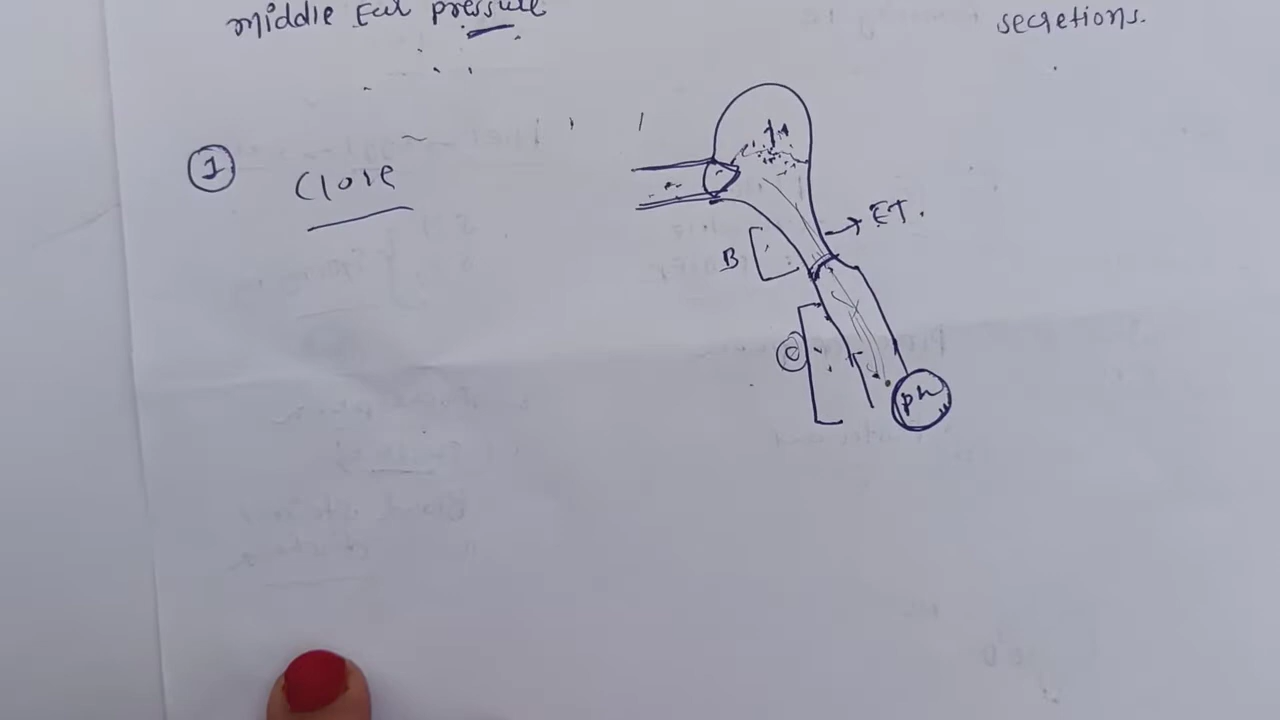 middle Ear pressure
secretions.
① Close
ET.
B
C
ph